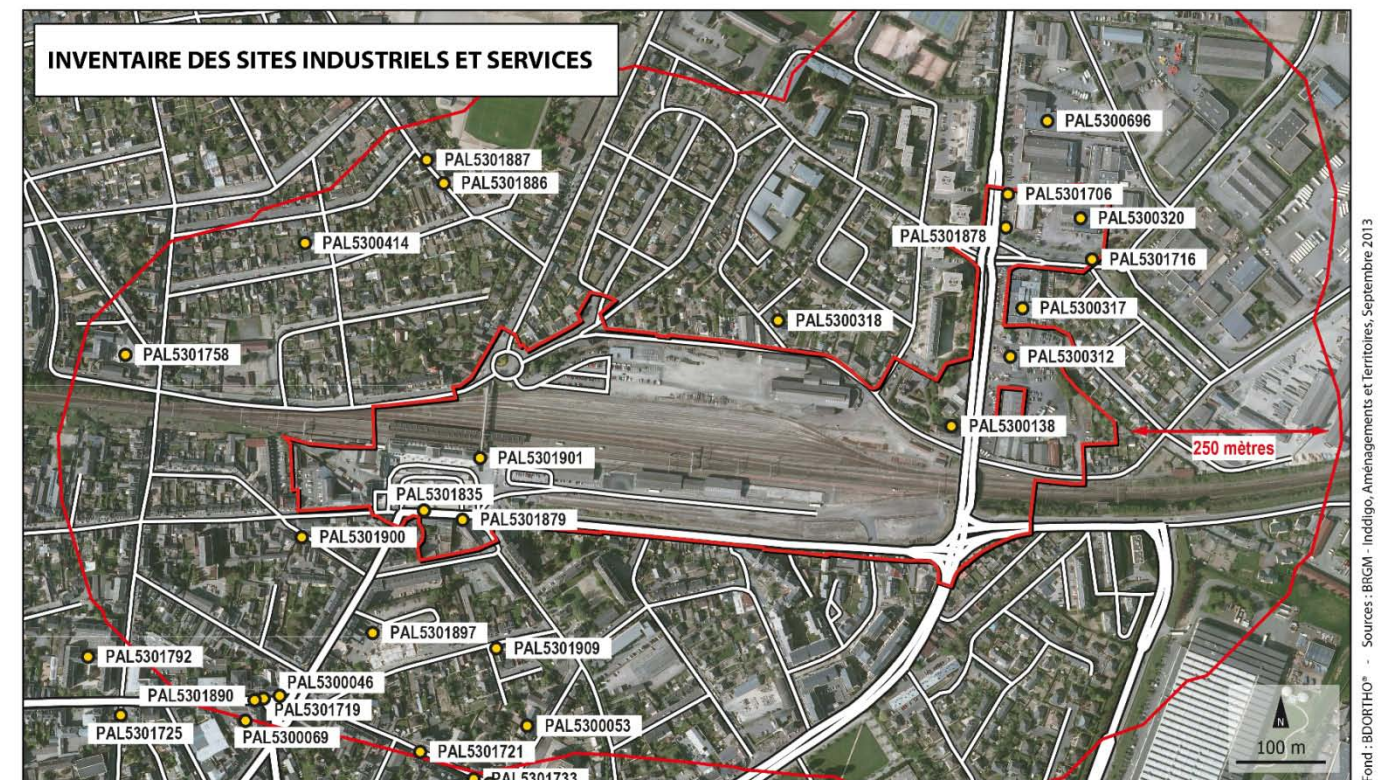 INVENTAIRE DES SITES INDUSTRIELS ET SERVICES
PAL5300696
PAL5301887
PAL5301886
PAL5301706
PAL5300320
PAL5301878
PAL5300414
PAL5301716
PAL5300317
PAL5300318
PAL5301758
PAL5300312
PAL5300138
250 mètres
PAL5301901
PAL5301835
PAL5301879
PAL5301900
PAL5301897
PAL5301909
PAL5301792
PAL5300046
PAL5301890
PAL5301719
PAL5301725
PAL5300069
PAL5300053
PAL5301721
PAL5301733
N
100 m
Fond : BDORTHO® - Sources : BRGM - Inddigo, Aménagements et Territoires, Septembre 2013